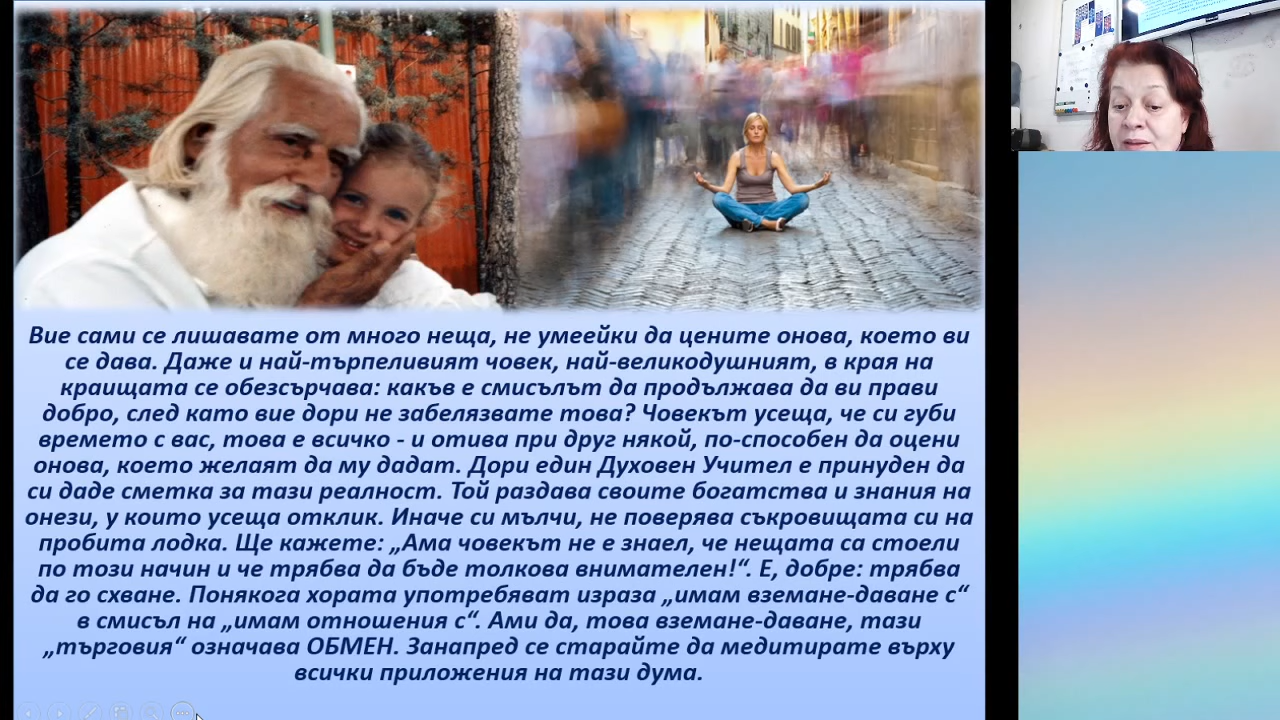 Вие сами се лишавате от много неща, не умеейки да цените онова, което ви
се дава. Даже и най-търпеливият човек, най-великодушният, в края на
краищата се обезсърчава: какъв е смисълът да продължава да ви прави
добро, след като вие дори не забелязвате това? Човекът усеща, че си губи
времето с вас, това е всичко - и отива при друг някой, по-способен да оцени
онова, което желаят да му дадат. Дори един Духовен Учител е принуден да
си даде сметка за тази реалност. Той раздава своите богатства и знания на
онези, у които усеща отклик. Иначе си мълчи, не поверява съкровищата си на
пробита лодка. Ще кажете: „Ама човекът не е знаел, че нещата са стоели
по този начин и че трябва да бъде толкова внимателен!“. Е, добре: трябва
да го схване. Понякога хората употребяват израза „имам вземане-даване с“
в смисъл на „имам отношения с“. Ами да, това вземане-даване, тази
„търговия“ означава ОБМЕН. Занапред се старайте да медитирате върху
всички приложения на тази дума.